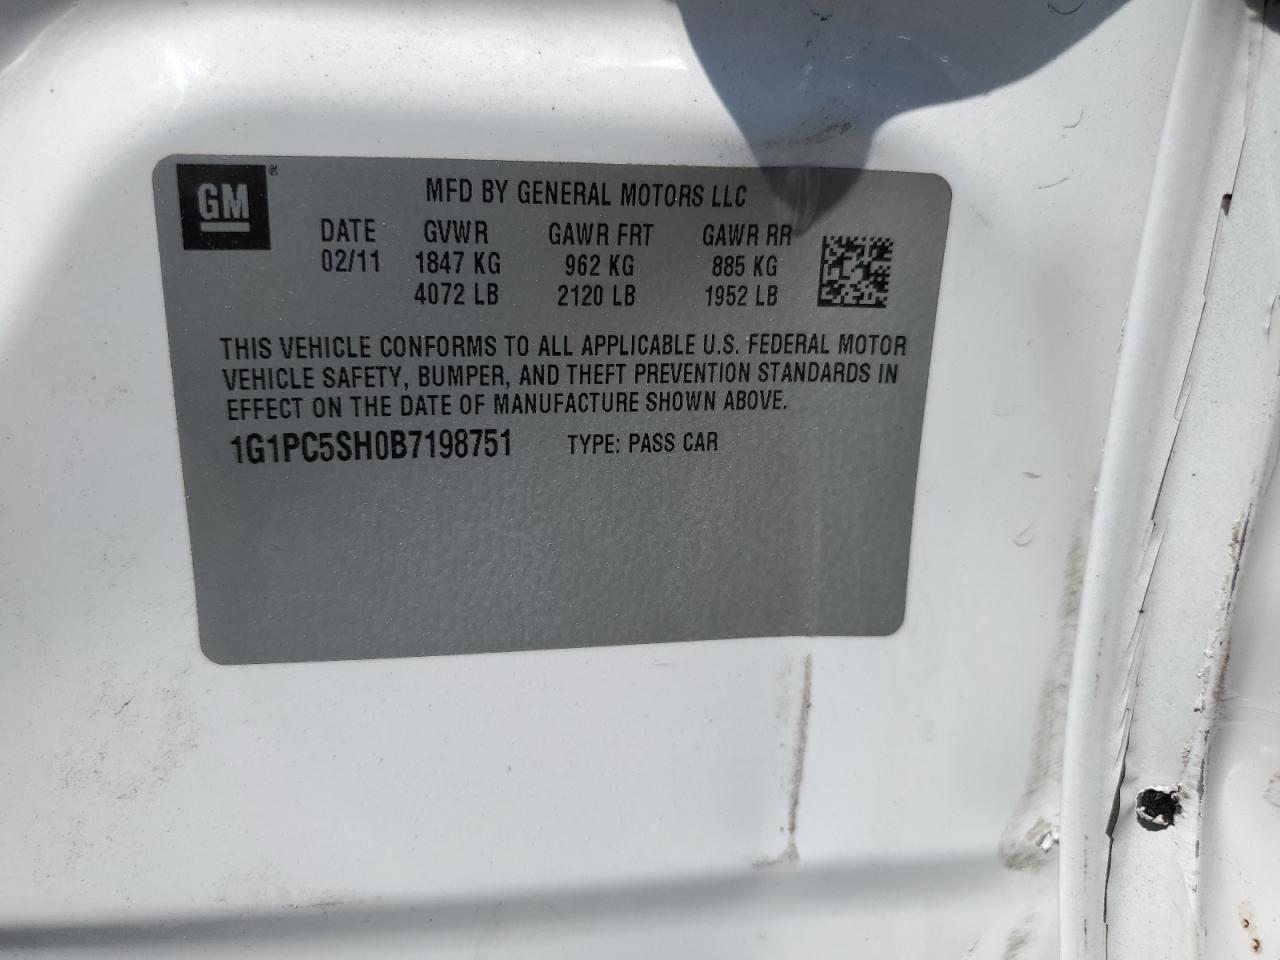 GM ® MFD BY GENERAL MOTORS LLC
DATE GVWR GAWR FRT GAWR RR
02/11 1847 KG 962 KG 885 KG
4072 LB 2120 LB 1952 LB
THIS VEHICLE CONFORMS TO ALL APPLICABLE U.S. FEDERAL MOTOR
VEHICLE SAFETY, BUMPER, AND THEFT PREVENTION STANDARDS IN
EFFECT ON THE DATE OF MANUFACTURE SHOWN ABOVE.
1G1PC5SH0B7198751 TYPE: PASS CAR